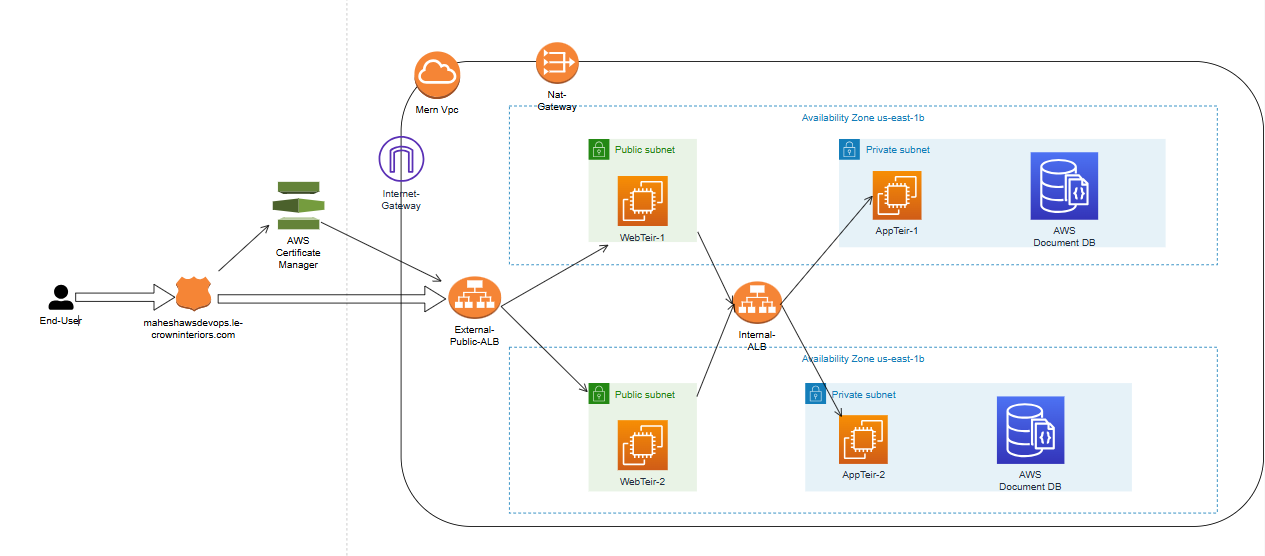 Mern Vpc
Nat-
Gateway
Availability Zone us-east-1b
Public subnet
Private subnet
Internet-
Gateway
WebTeir-1
AppTeir-1
AWS
Document DB
AWS
Certificate
Manager
End-User
maheshawsdevops.le-
crowninteriors.com
External-
Public-ALB
Internal-
ALB
Availability Zone us-east-1b
Public subnet
Private subnet
WebTeir-2
AppTeir-2
AWS
Document DB